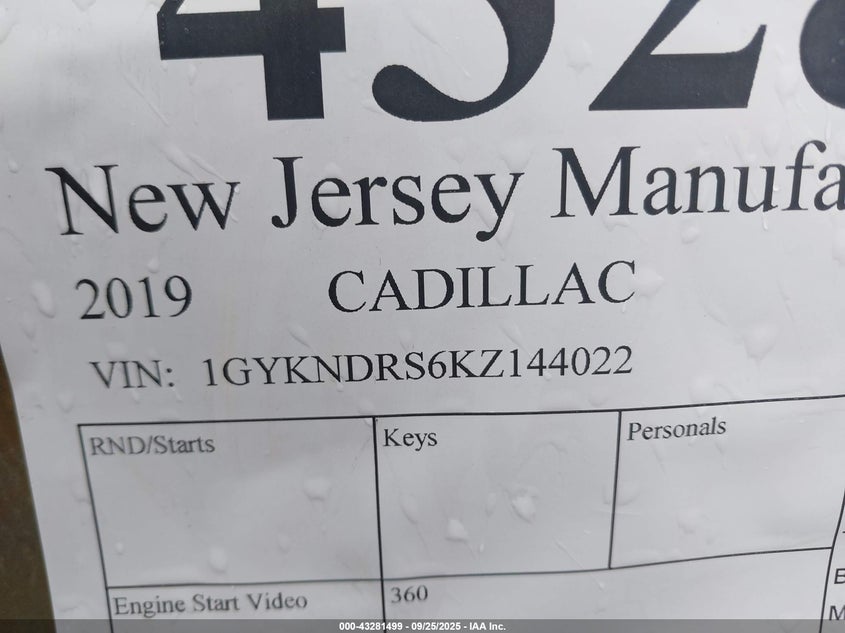 New Jersey Manufa
2019 CADILLAC
VIN: 1GYKNDRS6KZ144022
RND/Starts
Keys
Personals
Engine Start Video
360
000-43281499 - 09/25/2025 - IAA Inc.